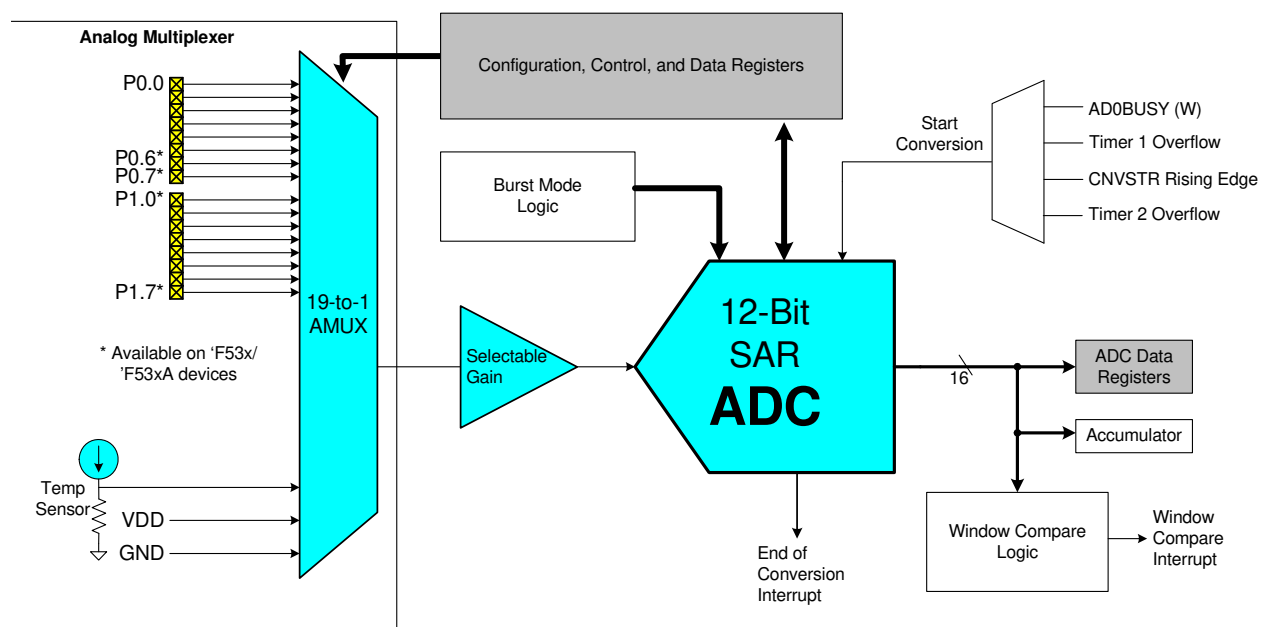 Analog Multiplexer
P0.0
P0.6*
P0.7*
P1.0*
P1.7*
* Available on ‘F53x/
’F53xA devices
Temp
Sensor
VDD
GND
19-to-1
AMUX
Configuration, Control, and Data Registers
Burst Mode
Logic
Selectable
Gain
Start
Conversion
AD0BUSY (W)
Timer 1 Overflow
CNVSTR Rising Edge
Timer 2 Overflow
12-Bit
SAR
ADC
16
ADC Data
Registers
Accumulator
Window Compare
Logic
Window
Compare
Interrupt
End of
Conversion
Interrupt